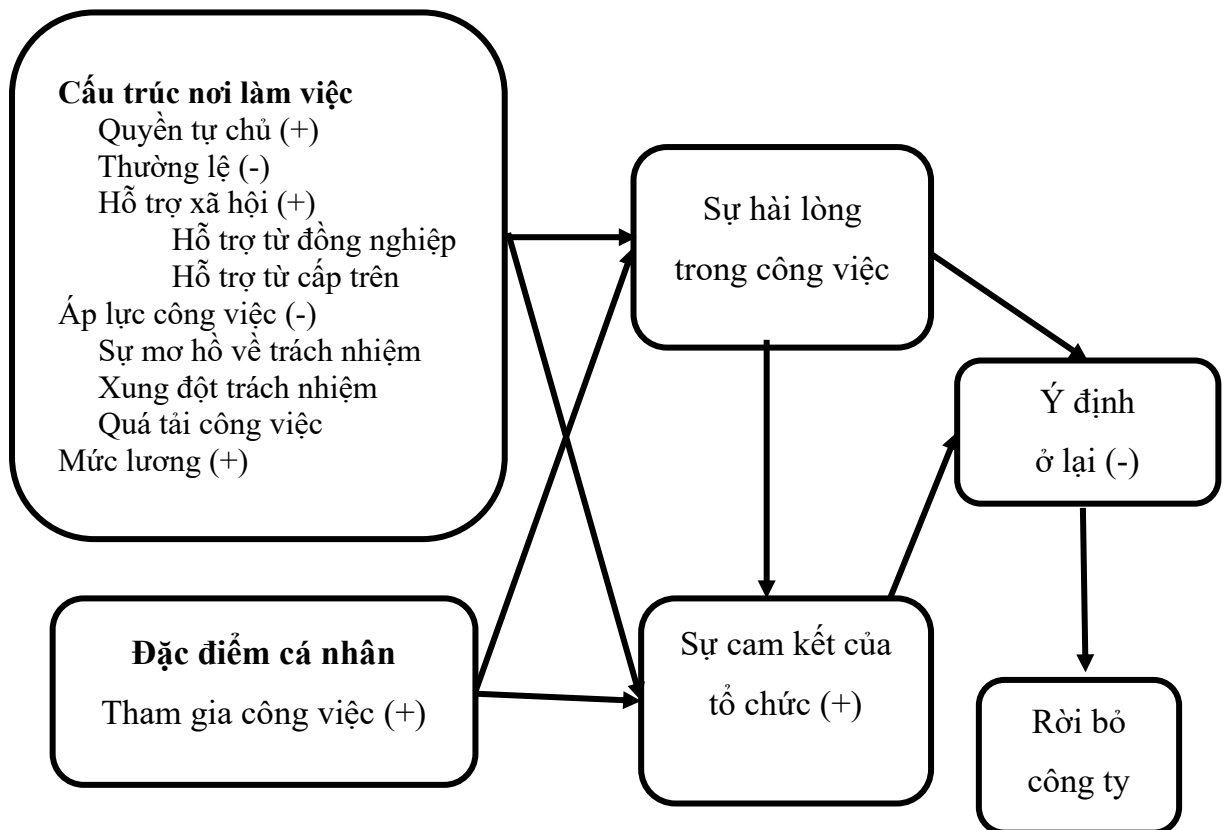 Cấu trúc nơi làm việc
Quyền tự chủ (+)
Thường lệ (-)
Hỗ trợ xã hội (+)
Hỗ trợ từ đồng nghiệp
Hỗ trợ từ cấp trên
Áp lực công việc (-)
Sự mơ hồ về trách nhiệm
Xung đột trách nhiệm
Quá tải công việc
Mức lương (+)
Đặc điểm cá nhân
Tham gia công việc (+)
Sự hài lòng
trong công việc
Sự cam kết của
tổ chức (+)
Ý định
ở lại (-)
Rời bỏ
công ty